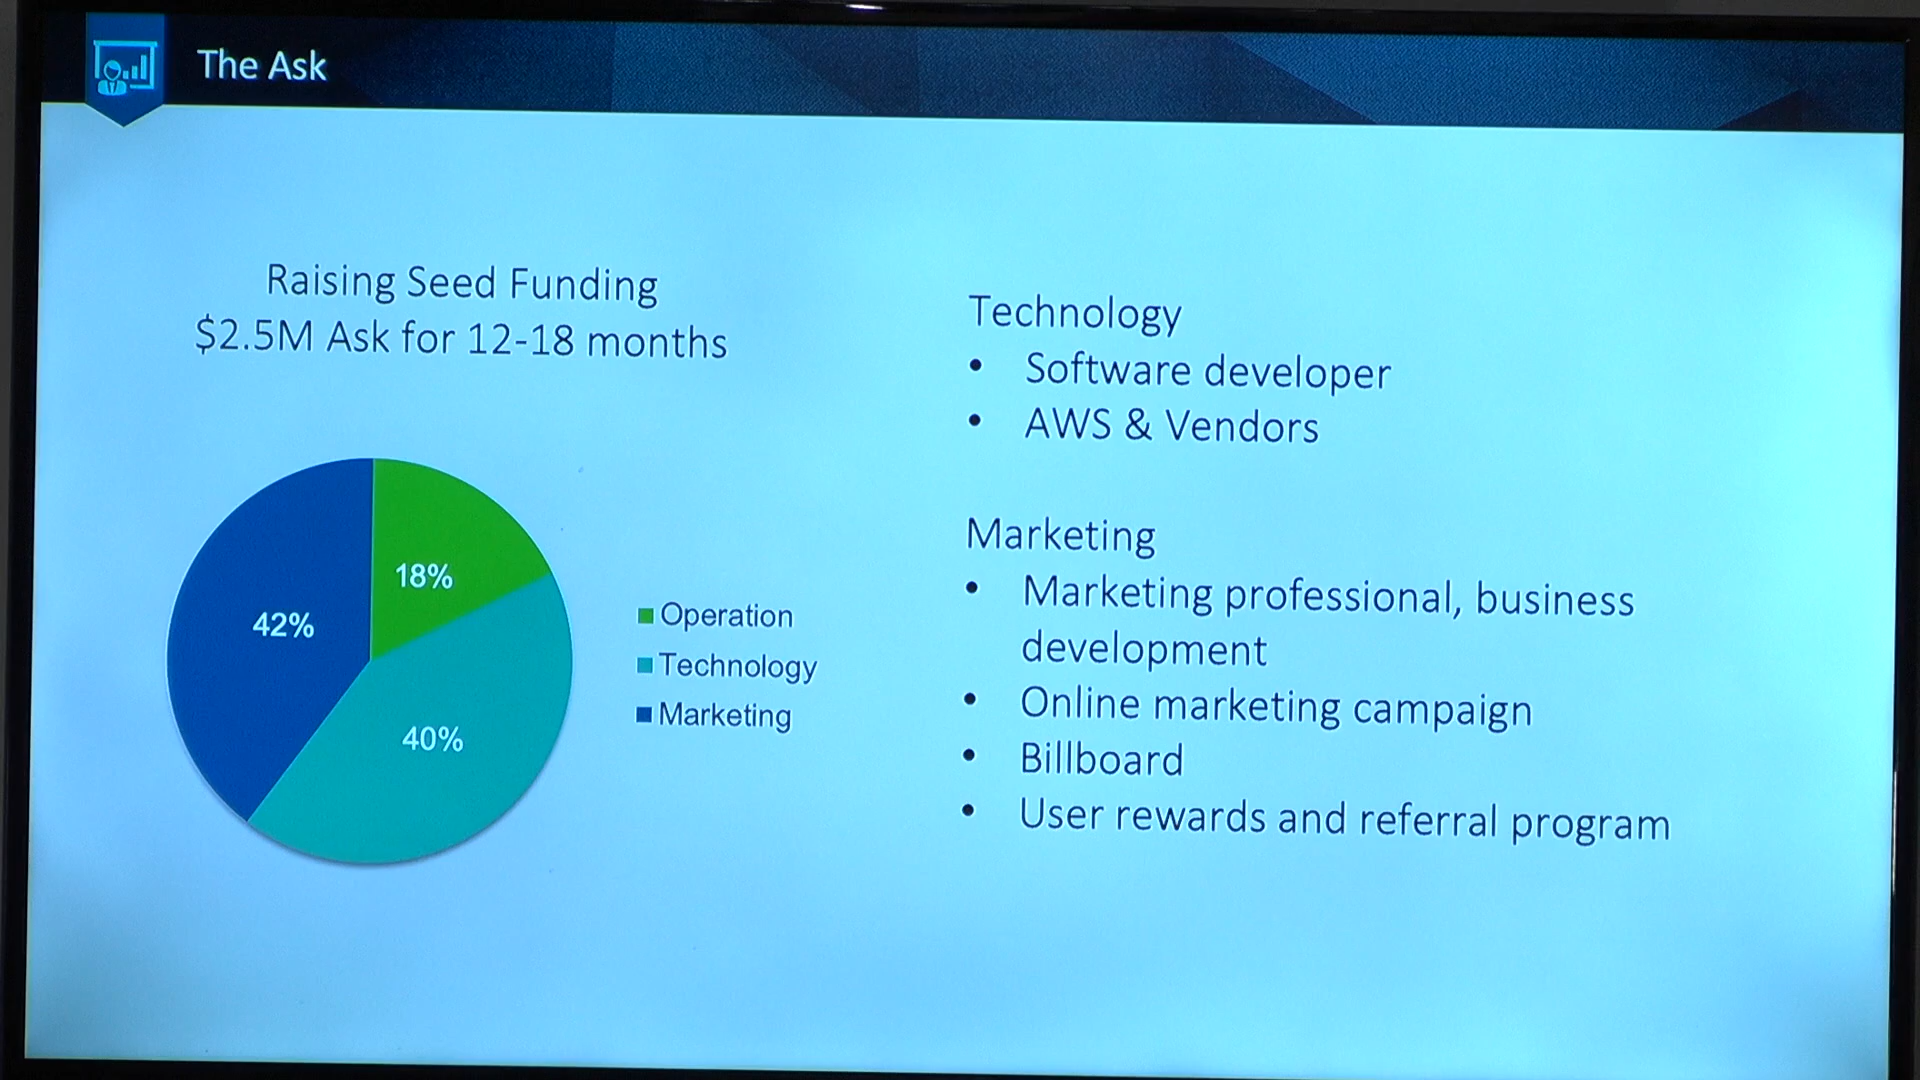 The Ask
Raising Seed Funding
$2.5M Ask for 12-18 months
18%
42%
40%
Operation
Technology
Marketing
Technology
• Software developer
• AWS & Vendors
Marketing
• Marketing professional, business
development
• Online marketing campaign
• Billboard
• User rewards and referral program